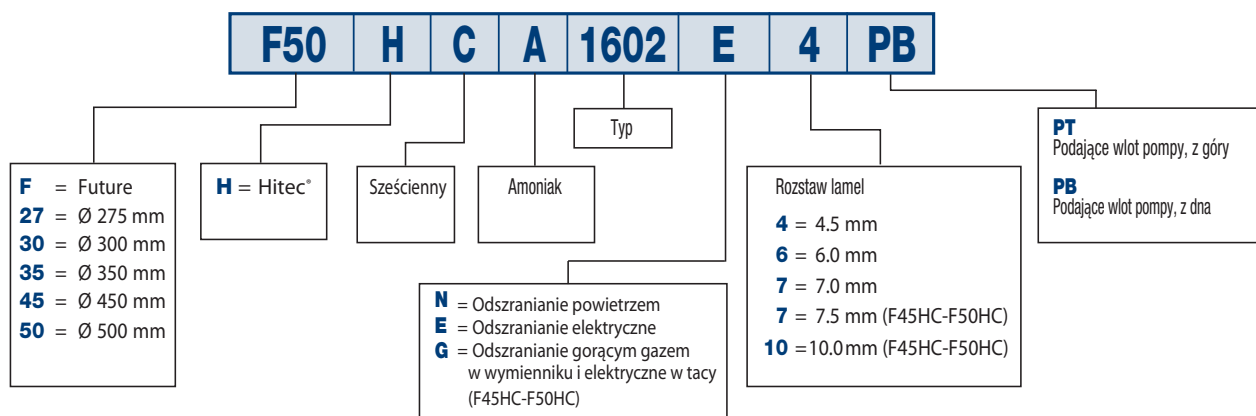 F50 H C A 1602 E 4 PB
F = Future
27 = Ø 275 mm
30 = Ø 300 mm
35 = Ø 350 mm
45 = Ø 450 mm
50 = Ø 500 mm
H = Hitec®
Sześcienny
Amoniak
Typ
N = Odszranianie powietrzem
E = Odszranianie elektryczne
G = Odszranianie gorącym gazem
w wymienniku i elektryczne w tacy
(F45HC-F50HC)
Rozstaw lamel
4 = 4.5 mm
6 = 6.0 mm
7 = 7.0 mm
7 = 7.5 mm (F45HC-F50HC)
10 =10.0 mm (F45HC-F50HC)
PT
Podające wlot pompy, z góry
PB
Podające wlot pompy, z dna